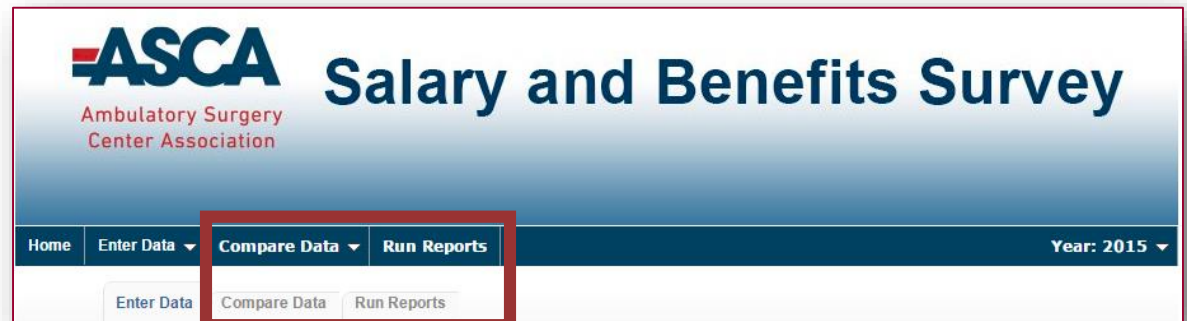 ASCA
Ambulatory Surgery
Center Association
Salary and Benefits Survey
Home Enter Data Compare Data Run Reports Year: 2015
Enter Data Compare Data Run Reports